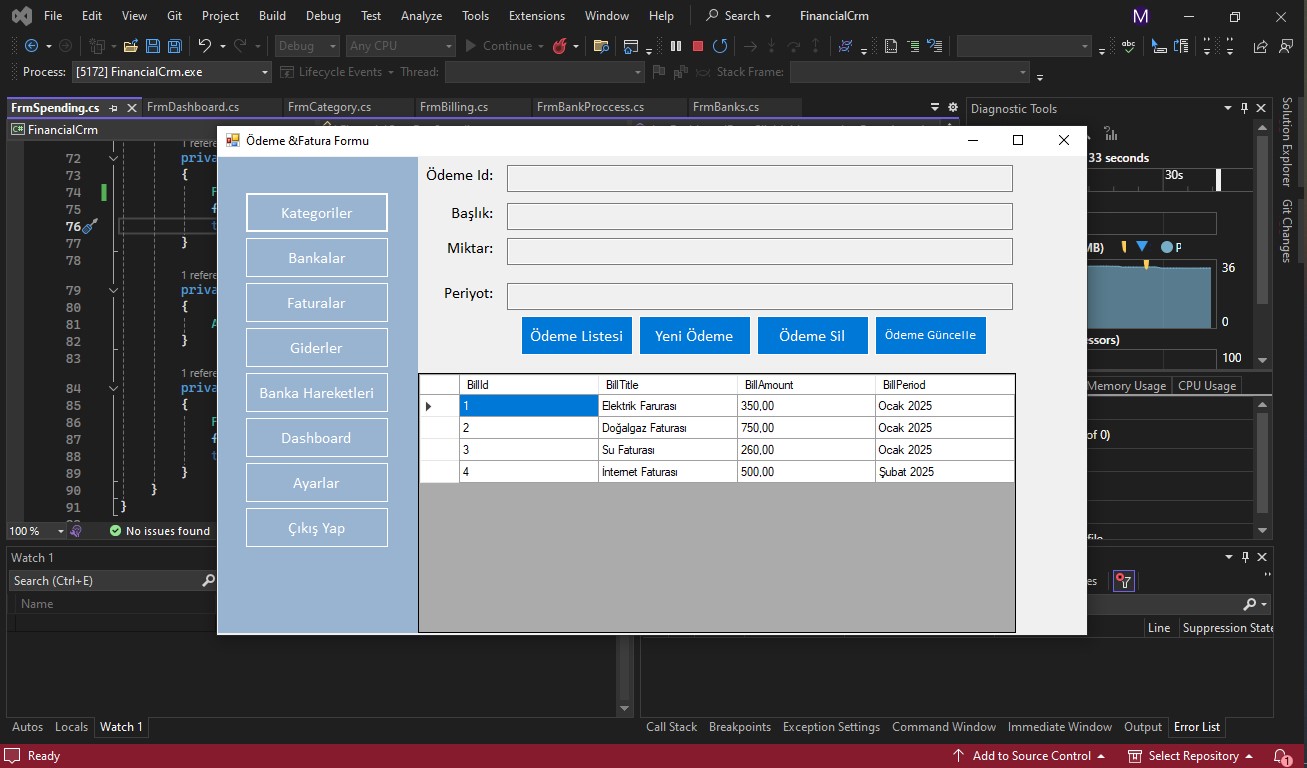 File Edit View Git Project Build Debug Test Analyze Tools Extensions Window Help Search FinancialCrm M
Debug Any CPU Continue
Process: [5172] FinancialCrm.exe Lifecycle Events Thread: Stack Frame:
FrmSpending.cs FrmDashboard.cs FrmCategory.cs FrmBilling.cs FrmBankProccess.cs FrmBanks.cs
FinancialCrm
Diagnostic Tools
33 seconds
30s
MB) P
36
0
ssors)
100
Memory Usage CPU Usage
of 0)
Solution Explorer
Git Changes
72 priva
73 {
74 F
75 f
76 t
77 }
78
1 refere
79 priva
80 {
81 A
82 }
83
1 refere
84 priva
85 {
86 F
87 f
88 t
89 }
90 }
91 }
100 % No issues found
Ödeme &Fatura Formu
Kategoriler
Bankalar
Faturalar
Giderler
Banka Hareketleri
Dashboard
Ayarlar
Çıkış Yap
Ödeme Id:
Başlık:
Miktar:
Periyot:
Ödeme Listesi Yeni Ödeme Ödeme Sil Ödeme Güncelle
BillId BillTitle BillAmount BillPeriod
1 Elektrik Farurası 350,00 Ocak 2025
2 Doğalgaz Faturası 750,00 Ocak 2025
3 Su Faturası 260,00 Ocak 2025
4 İnternet Faturası 500,00 Şubat 2025
Watch 1
Search (Ctrl+E)
Name
es
Line Suppression State
Autos Locals Watch 1
Call Stack Breakpoints Exception Settings Command Window Immediate Window Output Error List
Ready Add to Source Control Select Repository 1